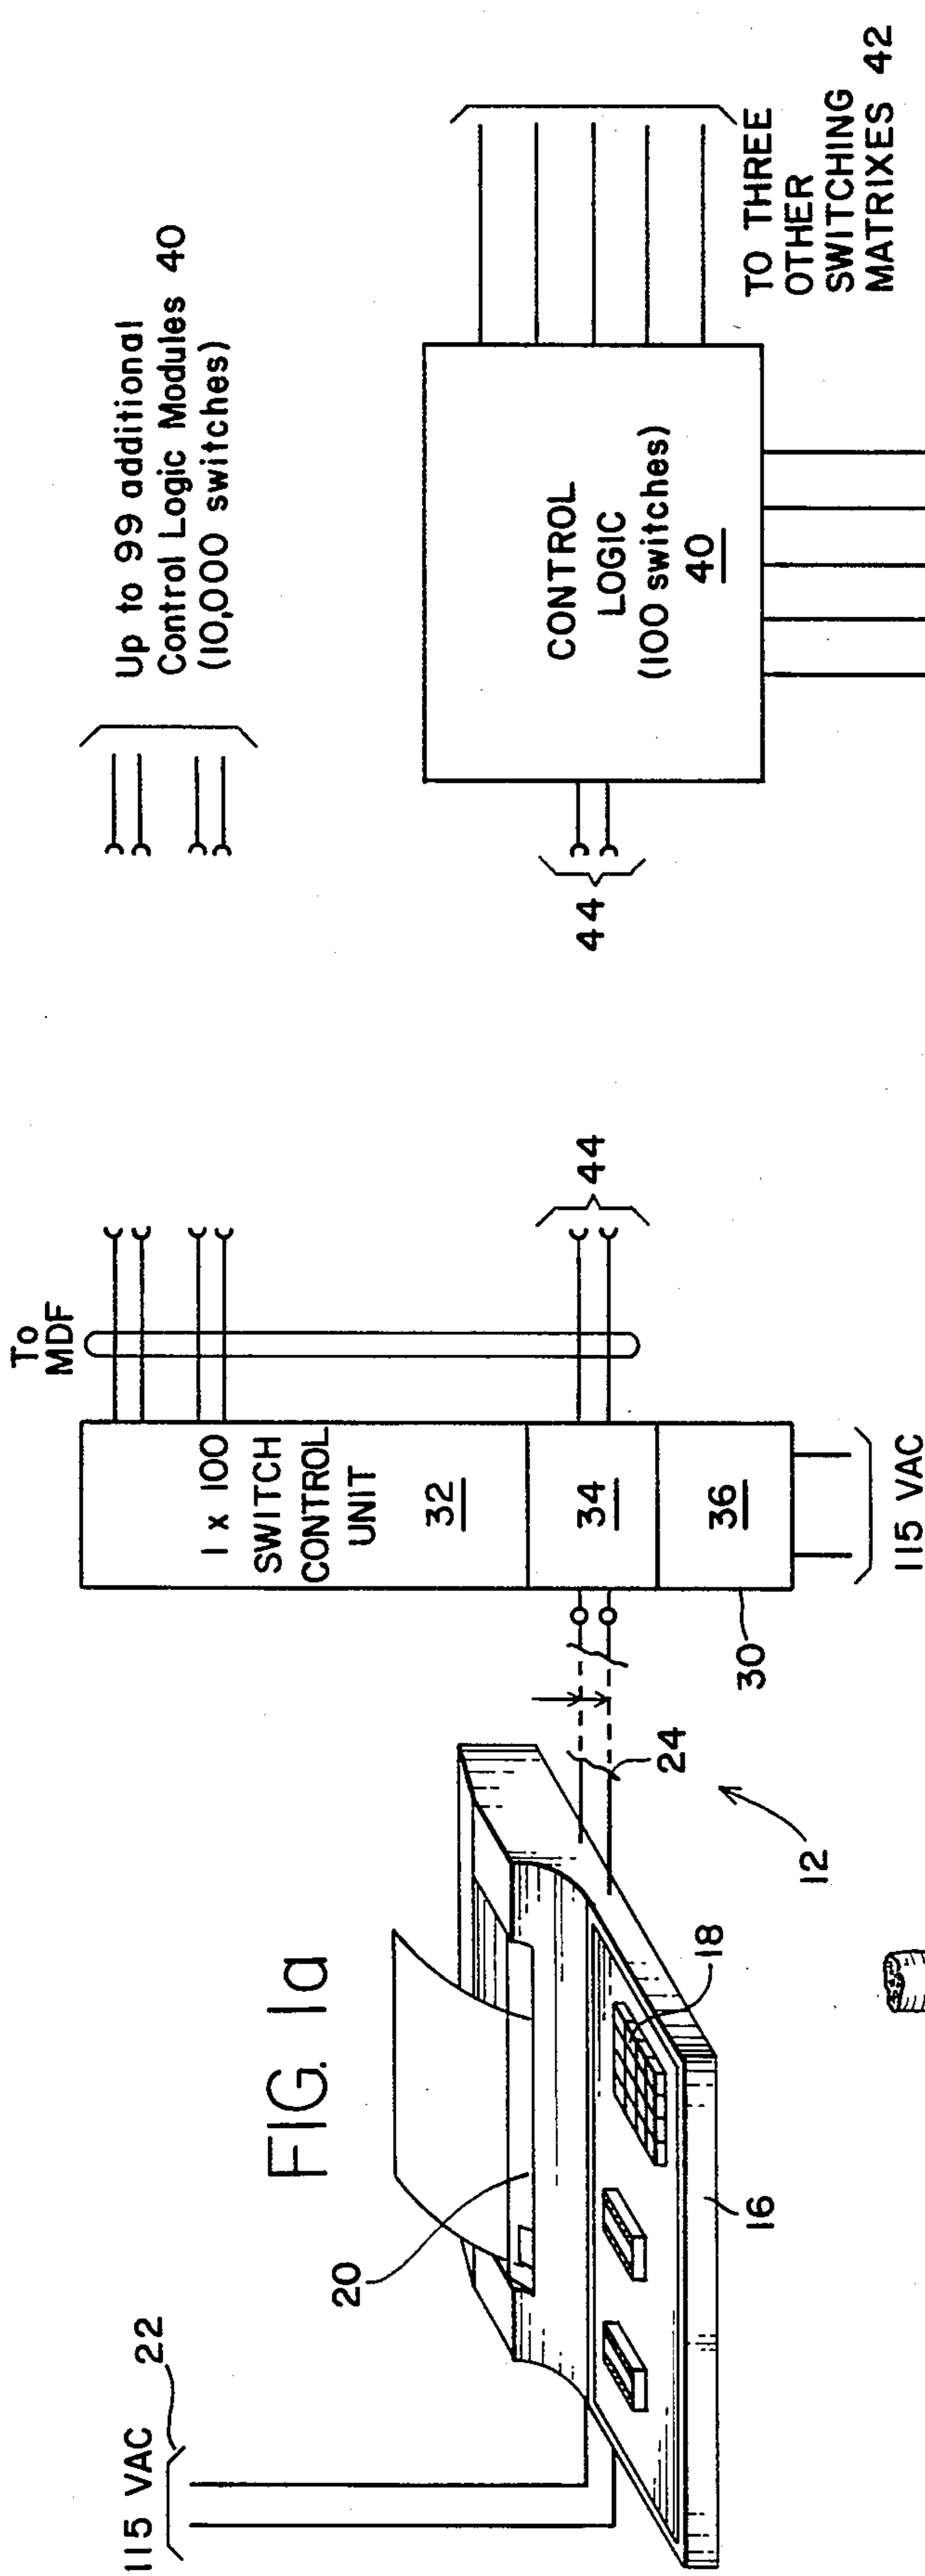 115 VAC
22
FIG. 1a
20
16
18
12
24
To
MDF
1 x 100
SWITCH
CONTROL
UNIT
32
34
36
30
115 VAC
44
44
Up to 99 additional
Control Logic Modules 40
(10,000 switches)
CONTROL
LOGIC
(100 switches)
40
TO THREE
OTHER
SWITCHING
MATRIXES 42